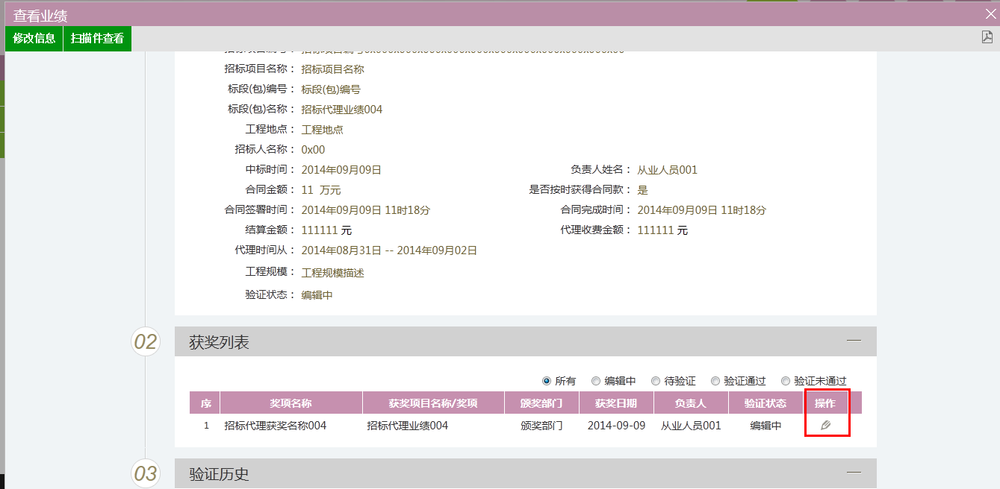 查看业绩
修改信息 扫描件查看
招标项目名称： 招标项目名称
标段(包)编号： 标段(包)编号
标段(包)名称： 招标代理业绩004
工程地点： 工程地点
招标人名称： 0x00
中标时间： 2014年09月09日 负责人姓名： 从业人员001
合同金额： 11 万元 是否按时获得合同款： 是
合同签署时间： 2014年09月09日 11时18分 合同完成时间： 2014年09月09日 11时18分
结算金额： 111111 元 代理收费金额： 111111 元
代理时间从： 2014年08月31日 -- 2014年09月02日
工程规模： 工程规模描述
验证状态： 编辑中
02 获奖列表
所有 编辑中 待验证 验证通过 验证未通过
序 奖项名称 获奖项目名称/奖项 颁奖部门 获奖日期 负责人 验证状态 操作
1 招标代理获奖名称004 招标代理业绩004 颁奖部门 2014-09-09 从业人员001 编辑中
03 验证历史